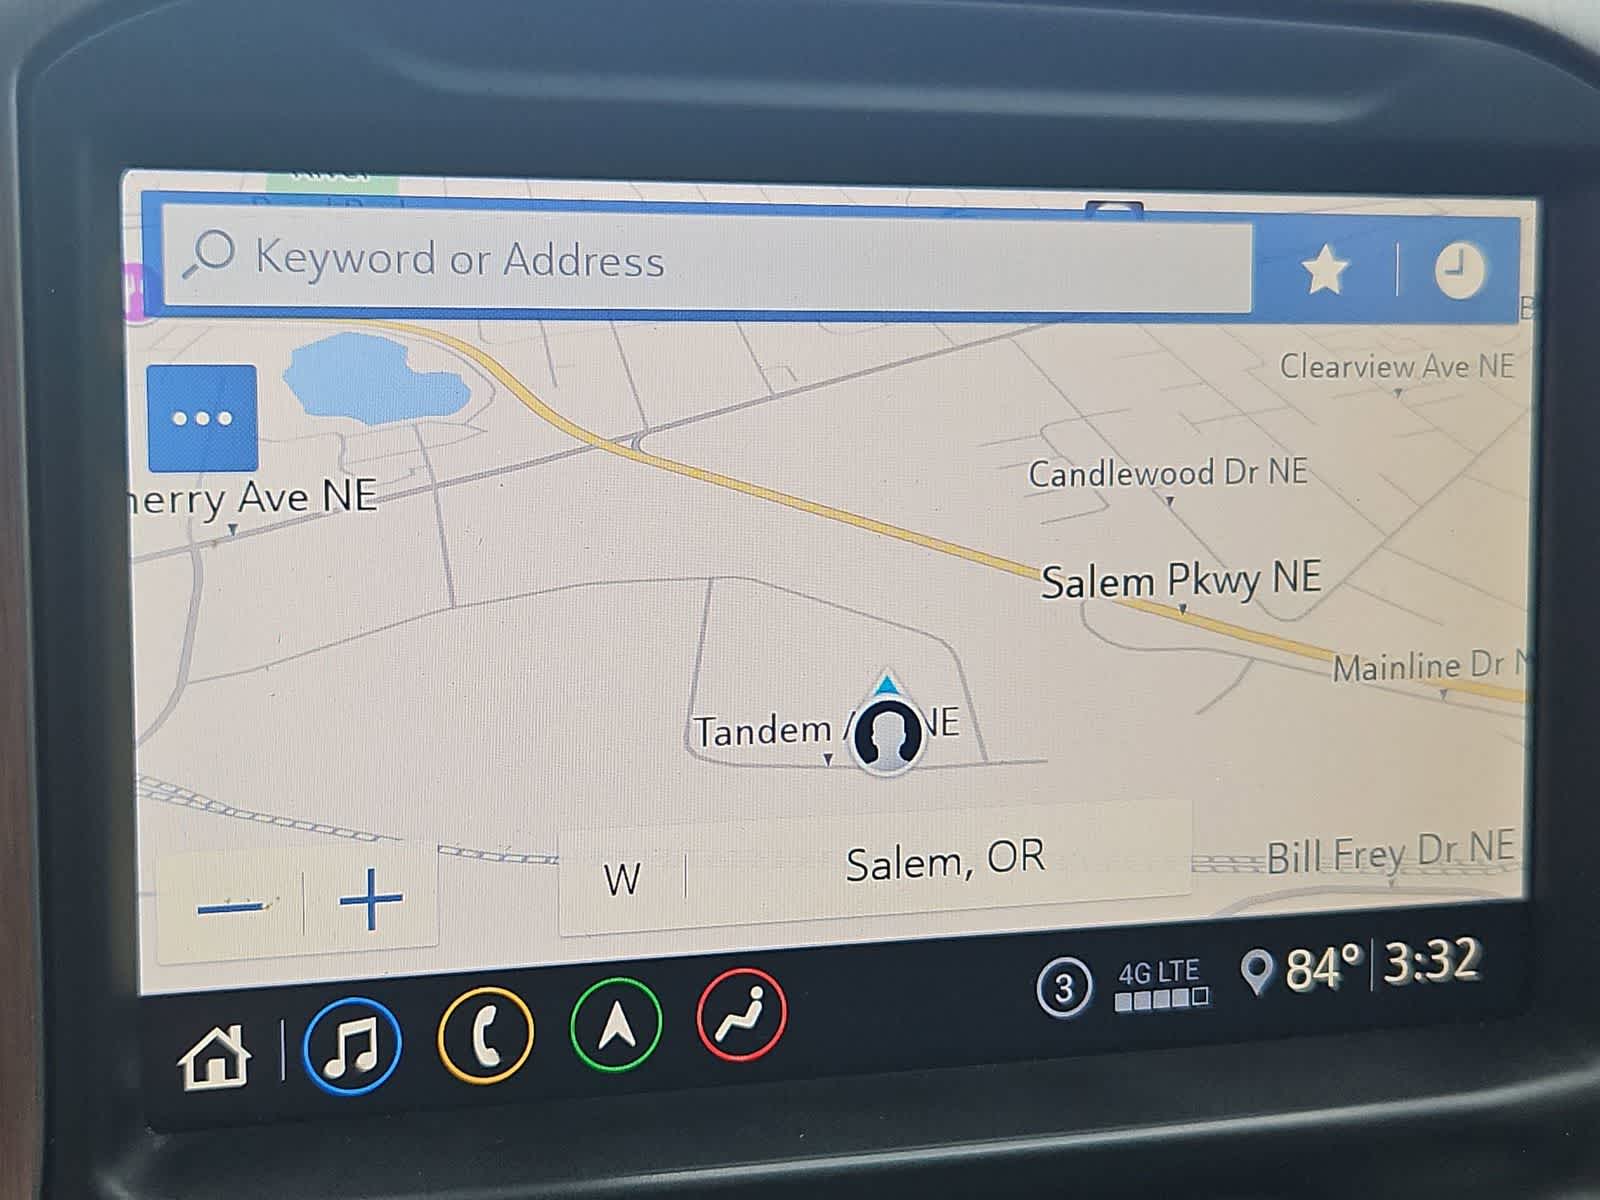 Keyword or Address
Clearview Ave NE
Candlewood Dr NE
herry Ave NE
Salem Pkwy NE
Mainline Dr N
Tandem NE
Bill Frey Dr NE
W
Salem, OR
3
4G LTE
84° 3:32